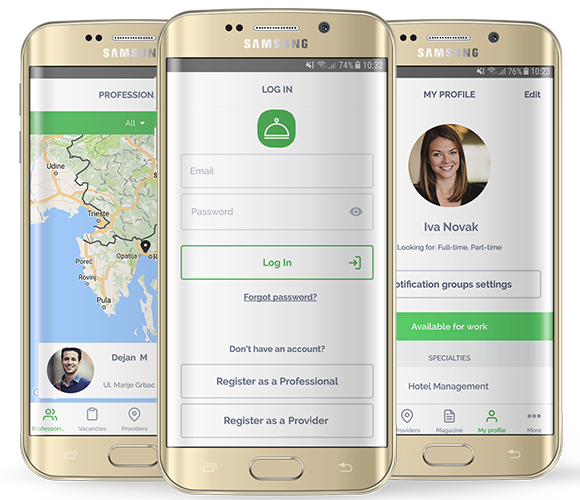 SAMSUNG
PROFESSIONA
All
Udine
Trieste
Opatija
Poreč
Rovinj
Pula
Dejan M
Ul. Marije Grbac
Profession..
Vacancies
Providers
SAMSUNG
74% 10:32
LOG IN
Email
Password
Log In
Forgot password?
Don't have an account?
Register as a Professional
Register as a Provider
SAMSUNG
76% 10:23
MY PROFILE Edit
Iva Novak
Looking for: Full-time, Part-time
otification groups settings
Available for work
SPECIALTIES
Hotel Management
Providers
Magazine
My profile
More